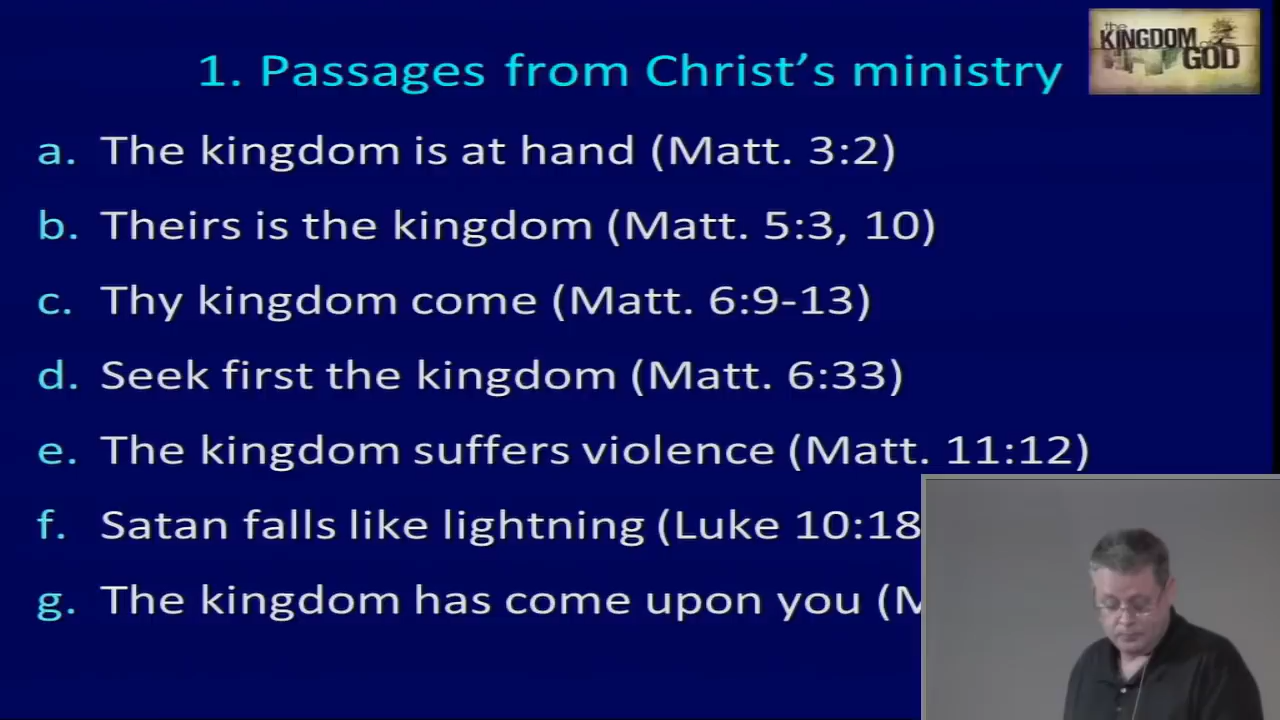 the
KINGDOM
of
GOD
1. Passages from Christ’s ministry
a. The kingdom is at hand (Matt. 3:2)
b. Theirs is the kingdom (Matt. 5:3, 10)
c. Thy kingdom come (Matt. 6:9-13)
d. Seek first the kingdom (Matt. 6:33)
e. The kingdom suffers violence (Matt. 11:12)
f. Satan falls like lightning (Luke 10:18
g. The kingdom has come upon you (M